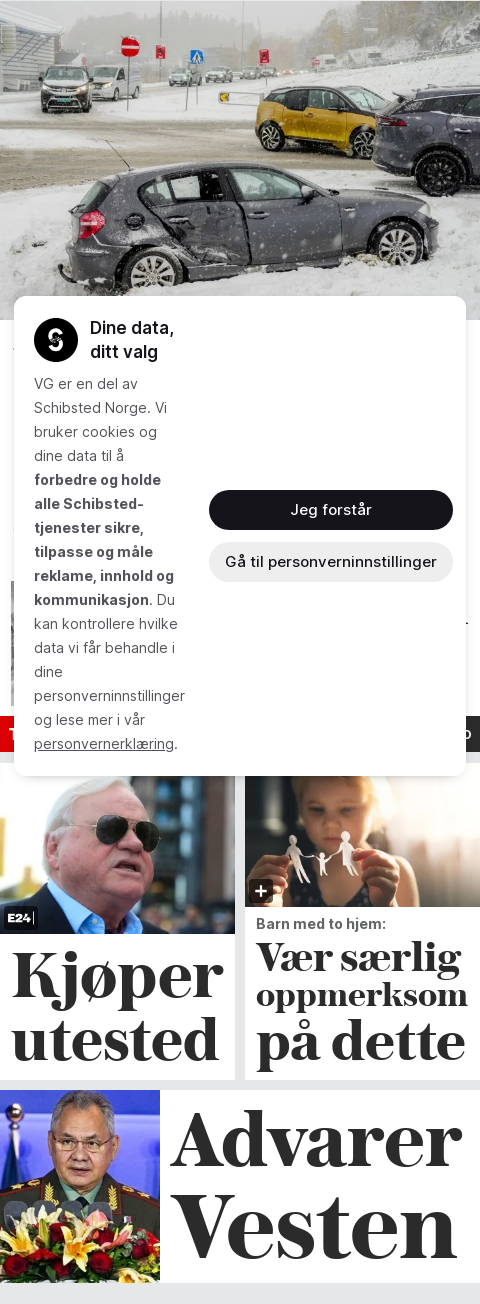 Dine data,
ditt valg
VG er en del av
Schibsted Norge. Vi
bruker cookies og
dine data til å
forbedre og holde
alle Schibsted-
tjenester sikre,
tilpasse og måle
reklame, innhold og
kommunikasjon. Du
kan kontrollere hvilke
data vi får behandle i
dine
personverninnstillinger
og lese mer i vår
personvernerklæring.
Jeg forstår
Gå til personverninnstillinger
E24
Kjøper
utested
Barn med to hjem:
Vær særlig
oppmerksom
på dette
Advarer
Vesten